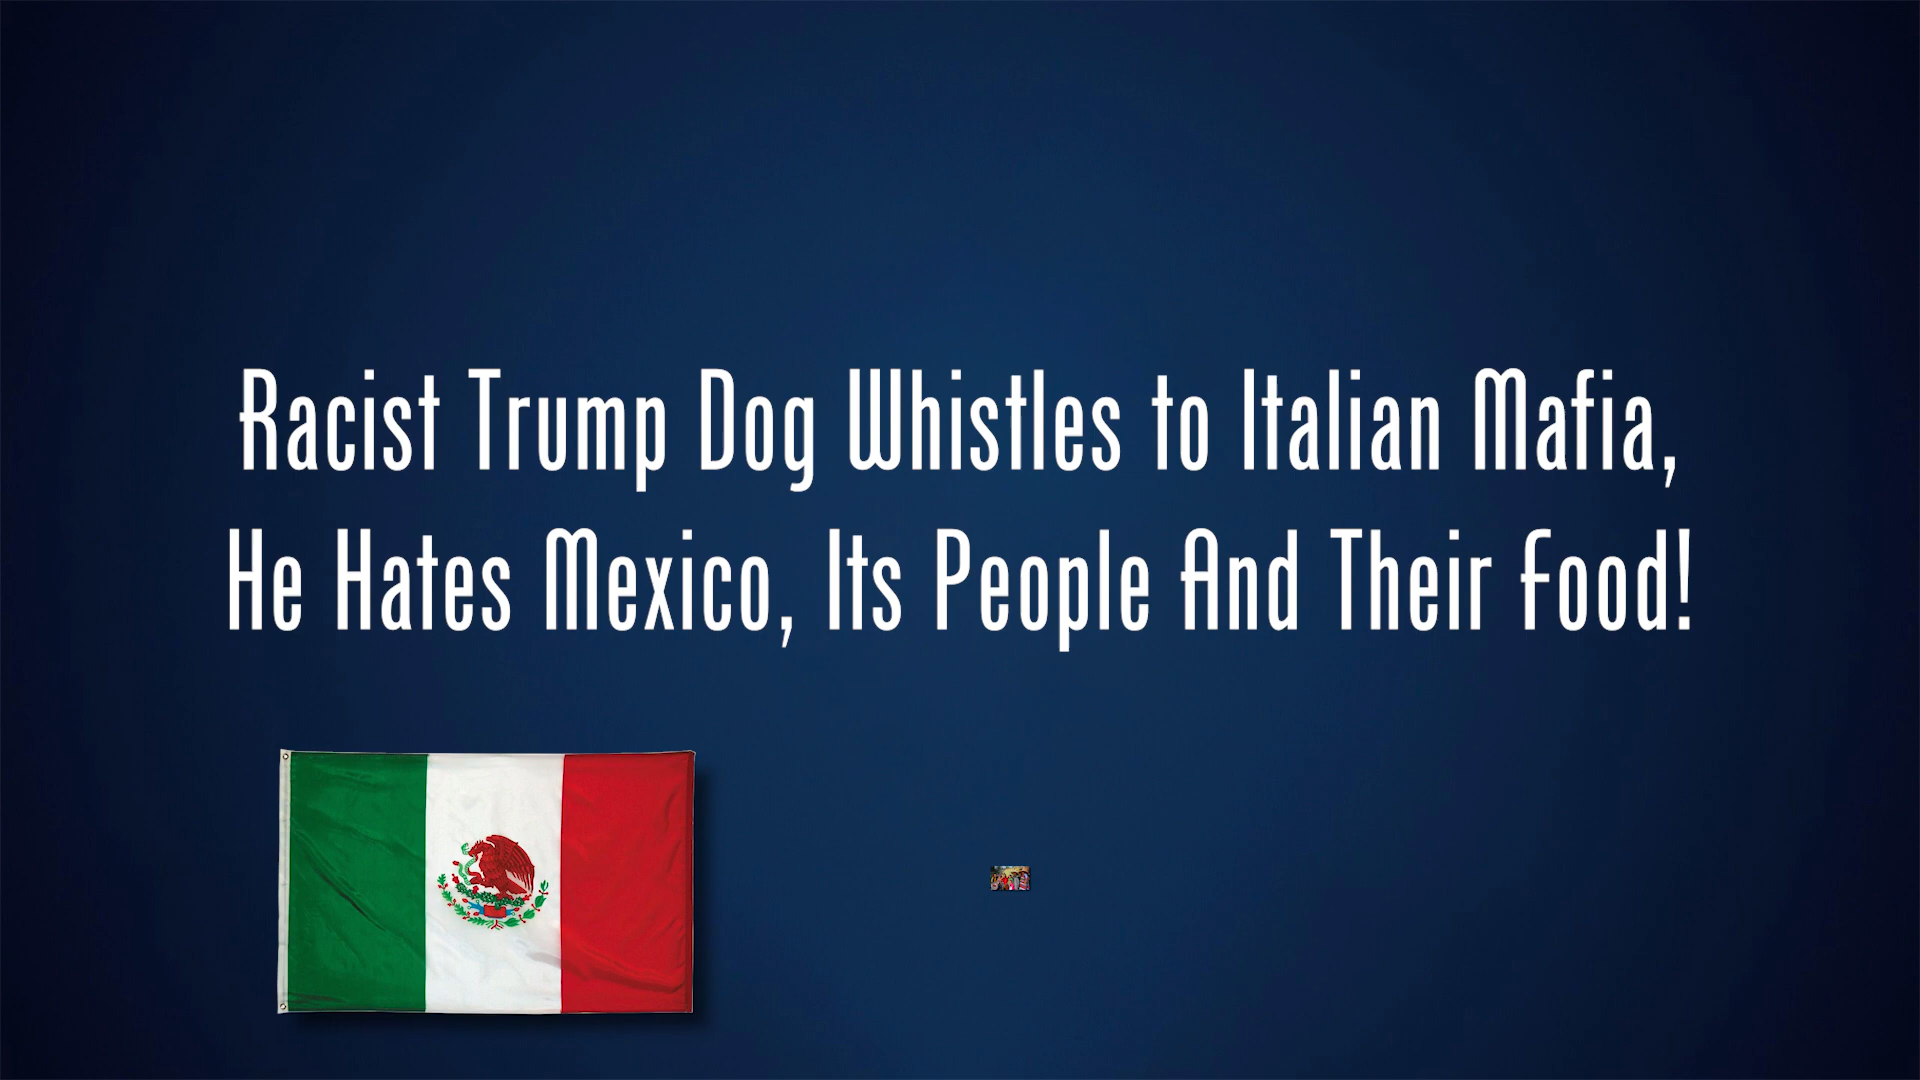 Racist Trump Dog Whistles to Italian Mafia,
He Hates Mexico, Its People And Their Food!